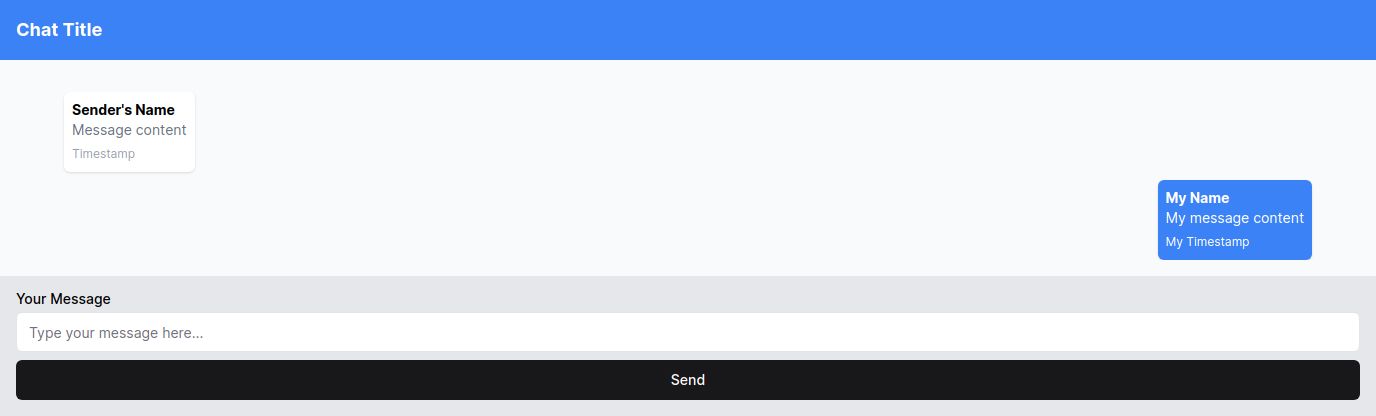 Chat Title
Sender's Name
Message content
Timestamp
My Name
My message content
My Timestamp
Your Message
Type your message here...
Send